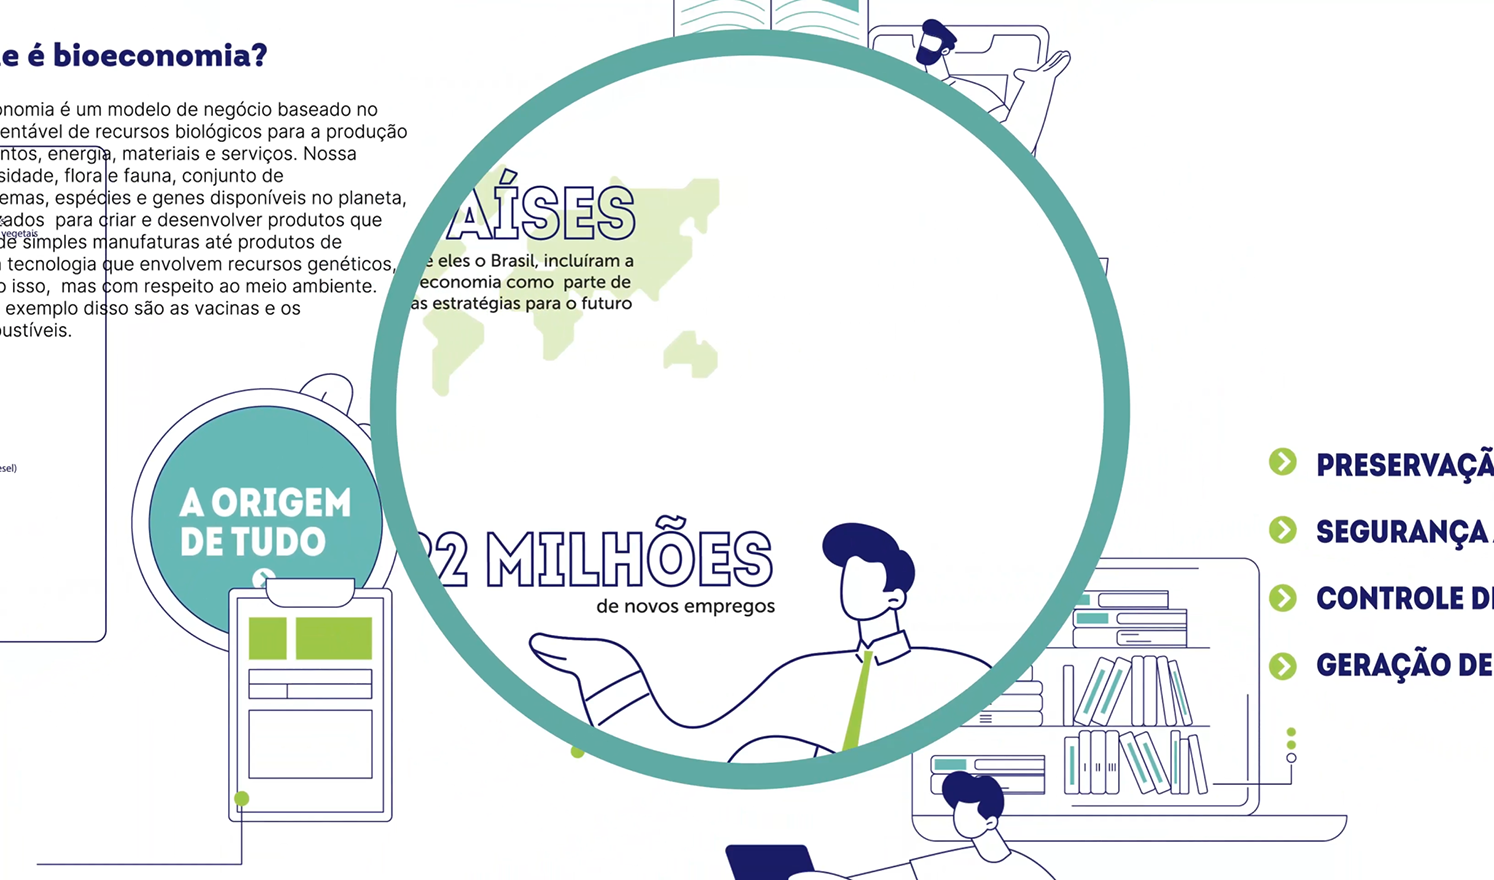 e é bioeconomia?
onomia é um modelo de negócio baseado no
entável de recursos biológicos para a produção
ntos, energia, materiais e serviços. Nossa
sidade, flora e fauna, conjunto de
emas, espécies e genes disponíveis no planeta,
zados para criar e desenvolver produtos que
de simples manufaturas até produtos de
a tecnologia que envolvem recursos genéticos,
o isso, mas com respeito ao meio ambiente.
exemplo disso são as vacinas e os
ustíveis.
vegetais
esel)
A ORIGEM
DE TUDO
AÍSES
e eles o Brasil, incluíram a
economia como parte de
as estratégias para o futuro
2 MILHÕES
de novos empregos
PRESERVAÇÃ
SEGURANÇA
CONTROLE D
GERAÇÃO DE